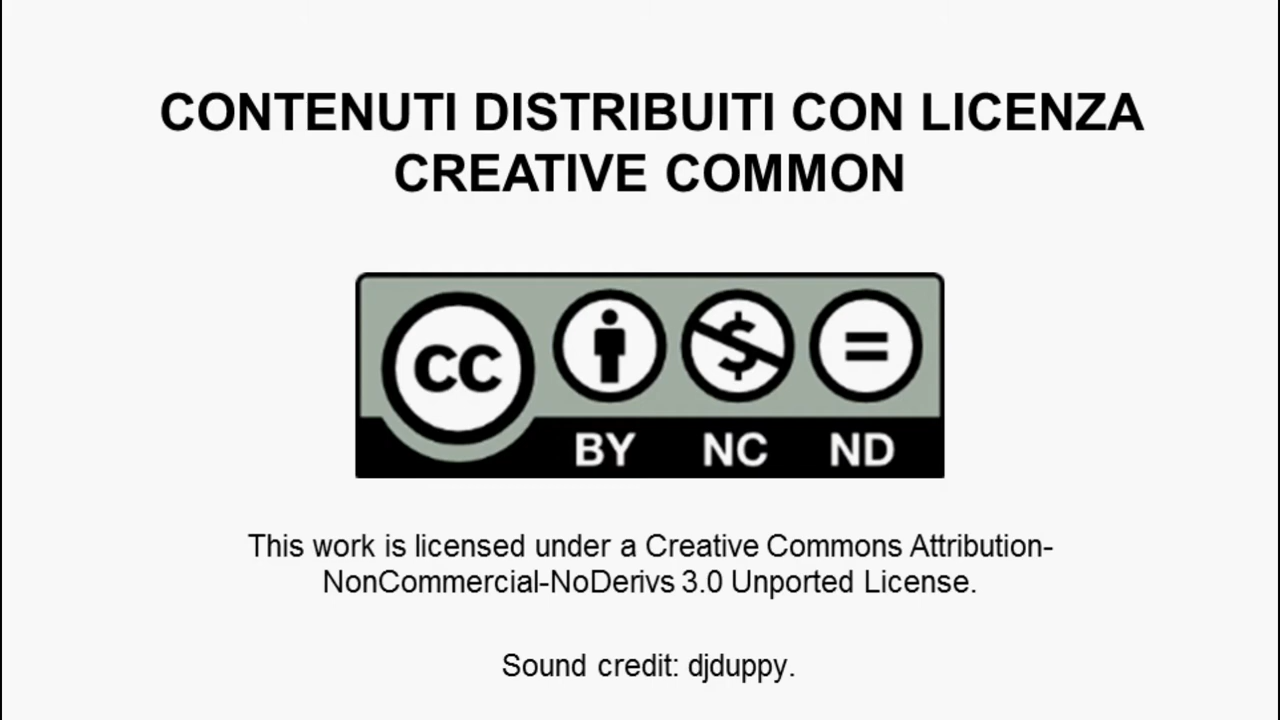 CONTENUTI DISTRIBUITI CON LICENZA
CREATIVE COMMON
cc
BY NC ND
This work is licensed under a Creative Commons Attribution-
NonCommercial-NoDerivs 3.0 Unported License.
Sound credit: djduppy.